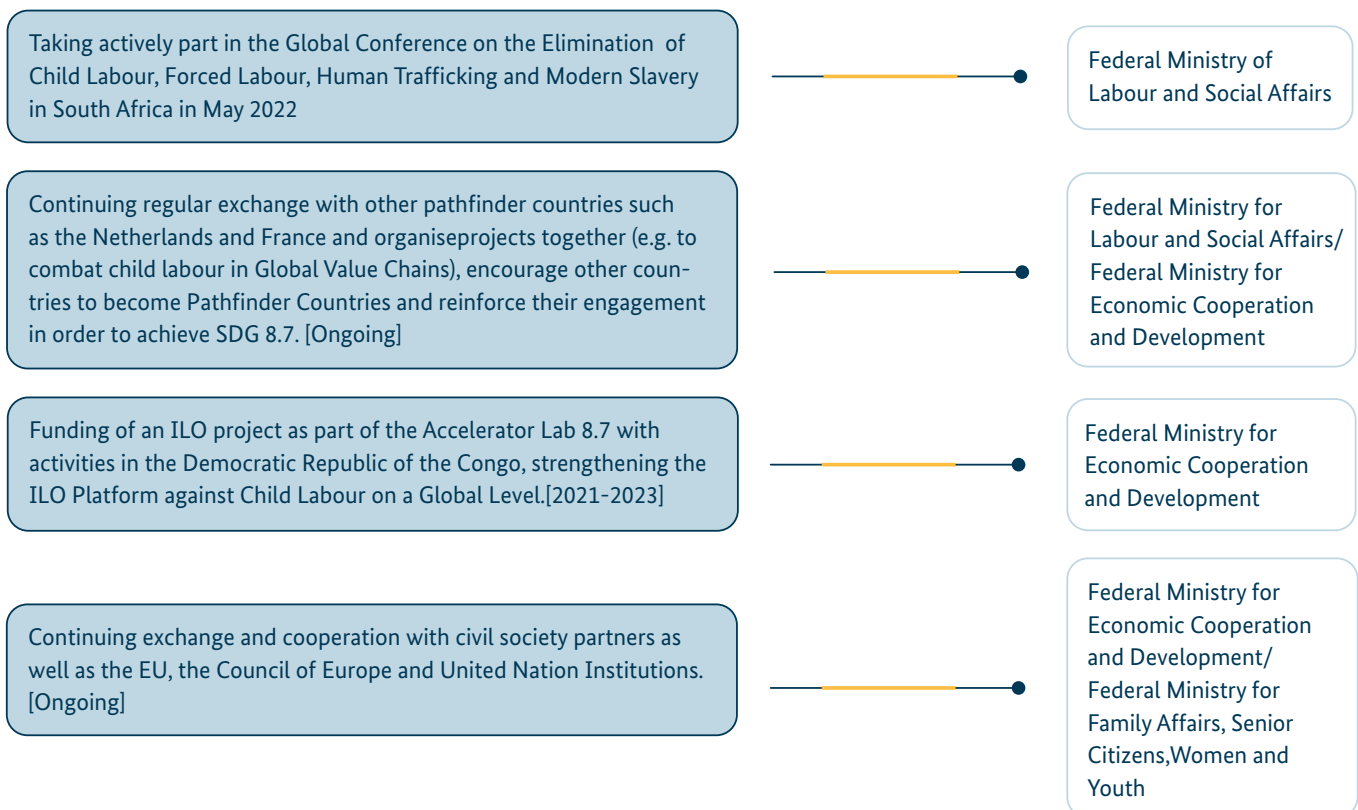 Taking actively part in the Global Conference on the Elimination  of
Child Labour, Forced Labour, Human Trafficking and Modern Slavery
in South Africa in May 2022
Federal Ministry of
Labour and Social Affairs
Continuing regular exchange with other pathfinder countries such
as the Netherlands and France and organiseprojects together (e.g. to
combat child labour in Global Value Chains), encourage other coun-
tries to become Pathfinder Countries and reinforce their engagement
in order to achieve SDG 8.7. [Ongoing]
Federal Ministry for
Labour and Social Affairs/
Federal Ministry for
Economic Cooperation
and Development
Funding of an ILO project as part of the Accelerator Lab 8.7 with
activities in the Democratic Republic of the Congo, strengthening the
ILO Platform against Child Labour on a Global Level.[2021-2023]
Federal Ministry for
Economic Cooperation
and Development
Continuing exchange and cooperation with civil society partners as
well as the EU, the Council of Europe and United Nation Institutions.
[Ongoing]
Federal Ministry for
Economic Cooperation
and Development/
Federal Ministry for
Family Affairs, Senior
Citizens,Women and
Youth